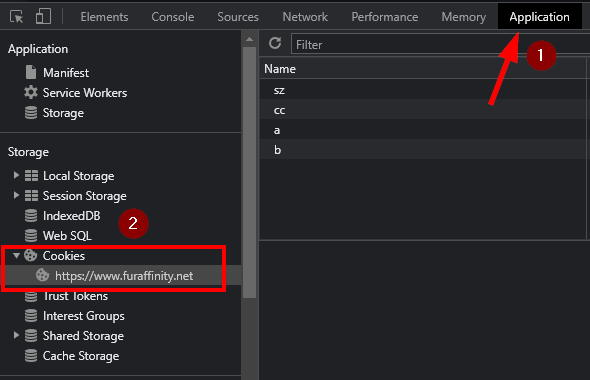 Elements Console Sources Network Performance Memory Application
Application
Manifest
Service Workers
Storage
Storage
Local Storage
Session Storage
IndexedDB
Web SQL
Cookies
https://www.furaffinity.net
Trust Tokens
Interest Groups
Shared Storage
Cache Storage
2
Filter
Name
sz
cc
a
b
1